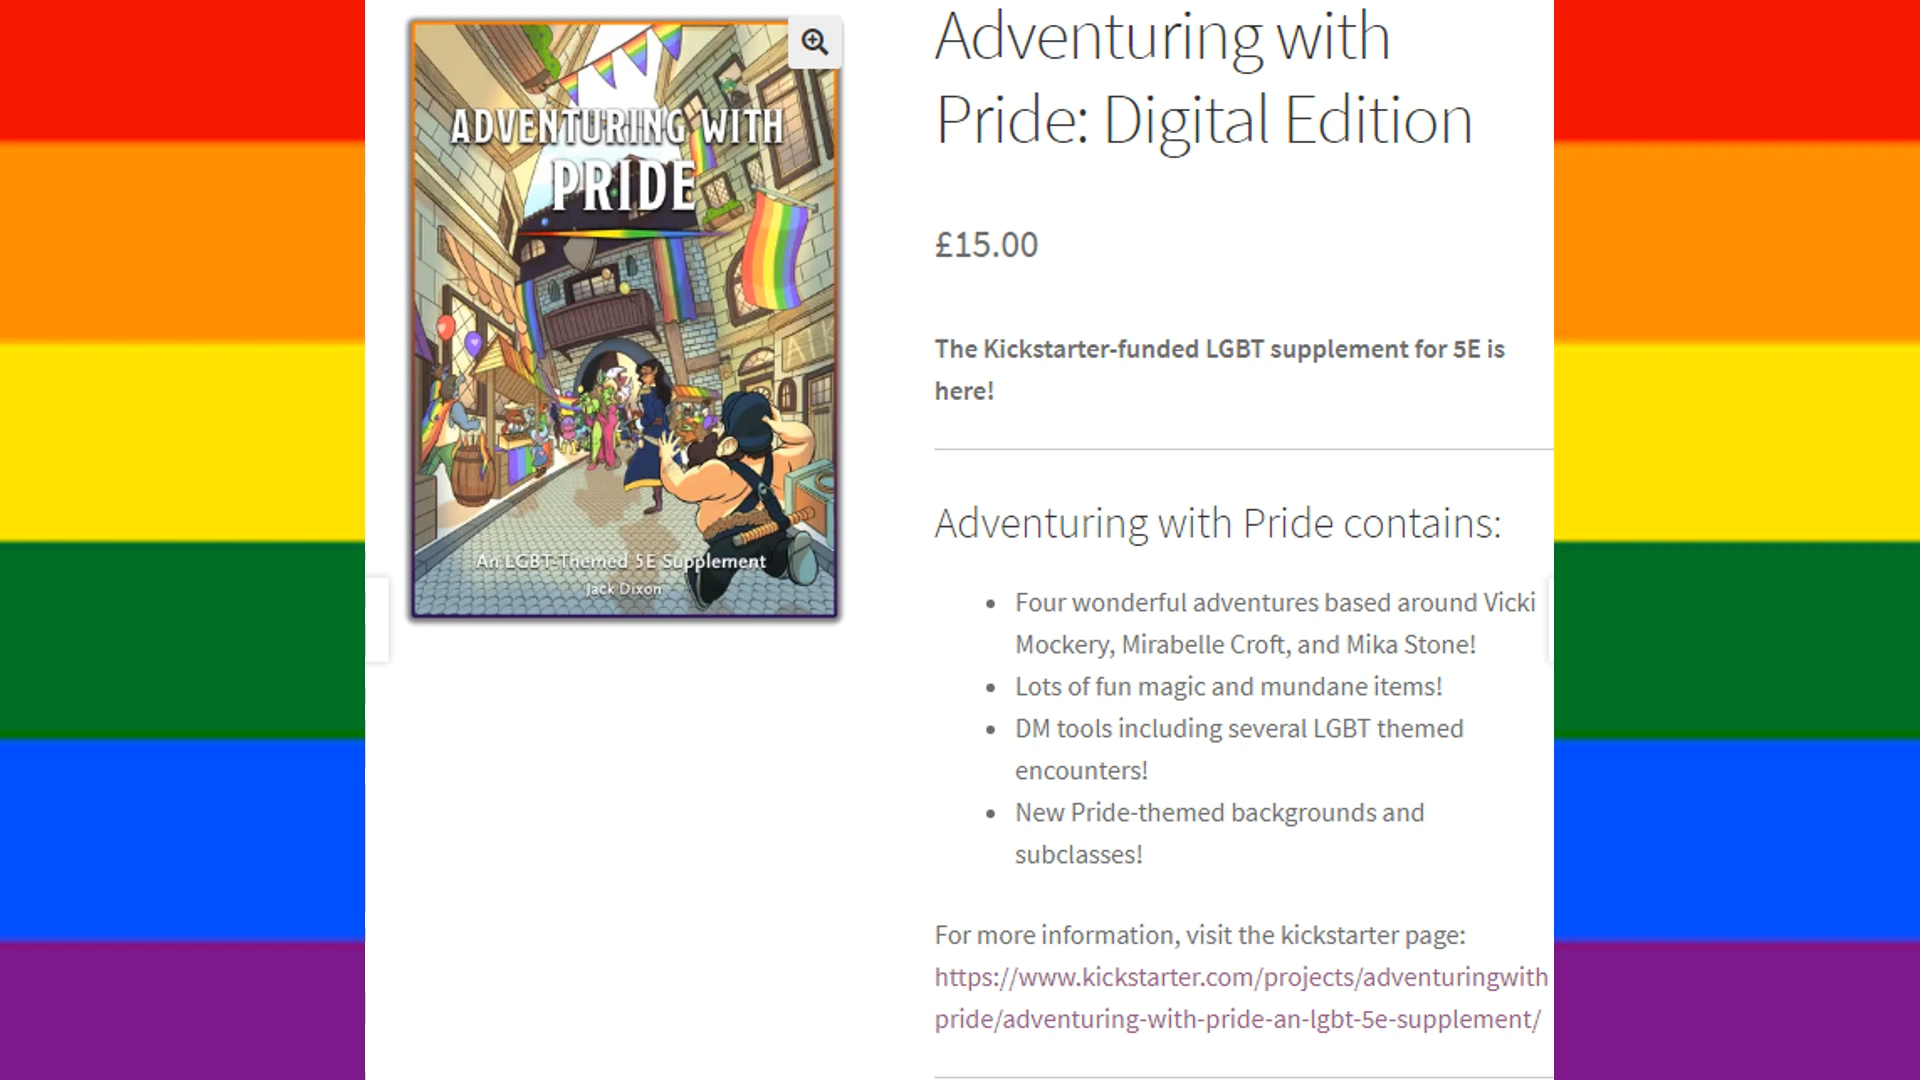 ADVENTURING WITH
PRIDE
An LGBT-Themed 5E Supplement
Jack Dixon
Adventuring with
Pride: Digital Edition
£15.00
The Kickstarter-funded LGBT supplement for 5E is
here!
Adventuring with Pride contains:
Four wonderful adventures based around Vicki
Mockery, Mirabelle Croft, and Mika Stone!
Lots of fun magic and mundane items!
DM tools including several LGBT themed
encounters!
New Pride-themed backgrounds and
subclasses!
For more information, visit the kickstarter page:
https://www.kickstarter.com/projects/adventuringwith
pride/adventuring-with-pride-an-lgbt-5e-supplement/